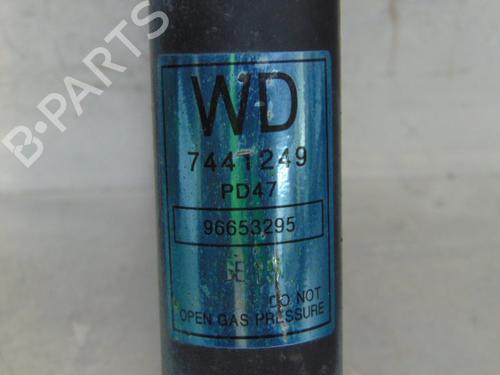 B-PARTS
WD
7441249
PD47
96653295
DO NOT
OPEN GAS PRESSURE